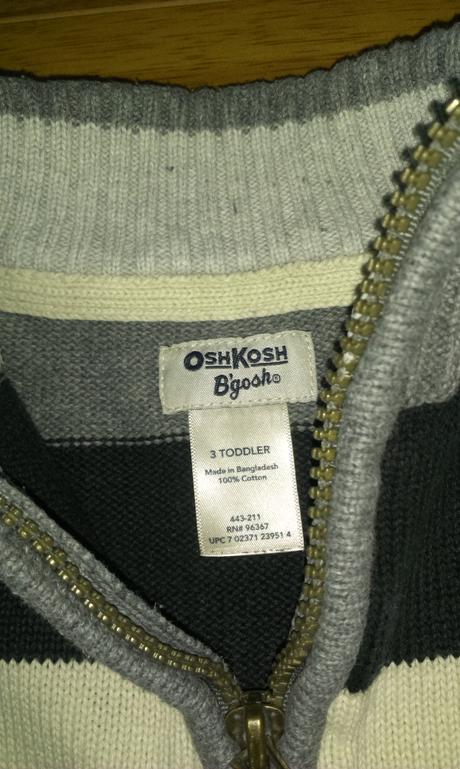 OSHKOSH
B'gosh®
3 TODDLER
Made in Bangladesh
100% Cotton
443-211
RN# 96367
UPC 7 02371 23951 4